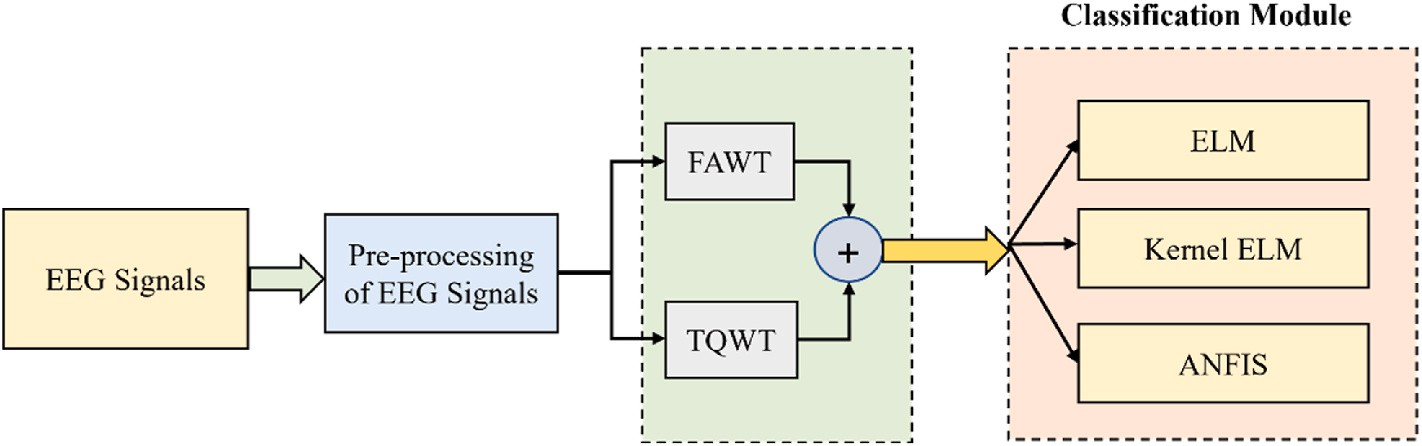 Classification Module
EEG Signals
Pre-processing
of EEG Signals
FAWT
TQWT
+
ELM
Kernel ELM
ANFIS